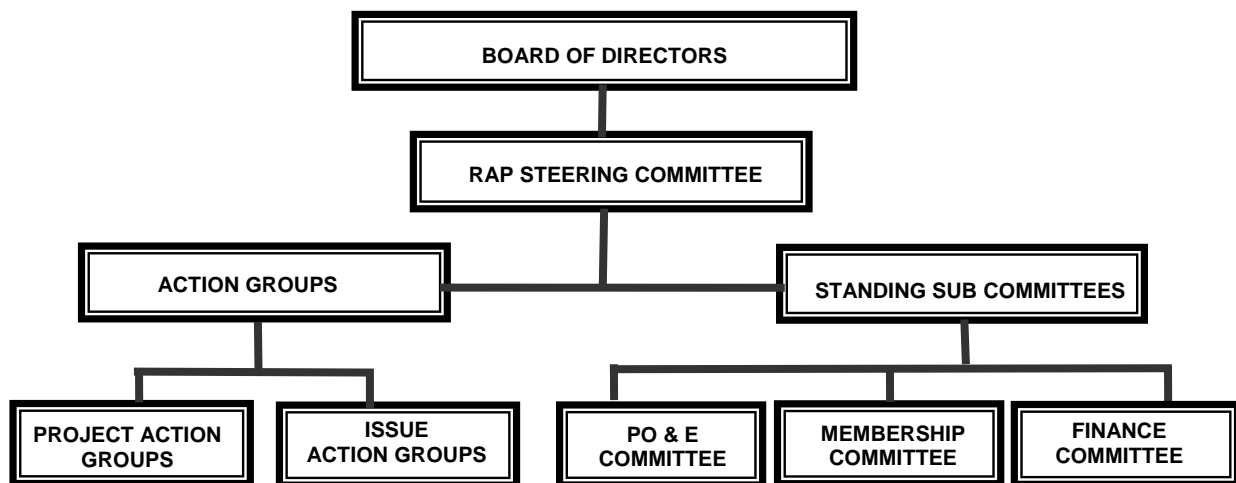 BOARD OF DIRECTORS
RAP STEERING COMMITTEE
ACTION GROUPS
STANDING SUB COMMITTEES
PROJECT ACTION
GROUPS
ISSUE
ACTION GROUPS
PO & E
COMMITTEE
MEMBERSHIP
COMMITTEE
FINANCE
COMMITTEE